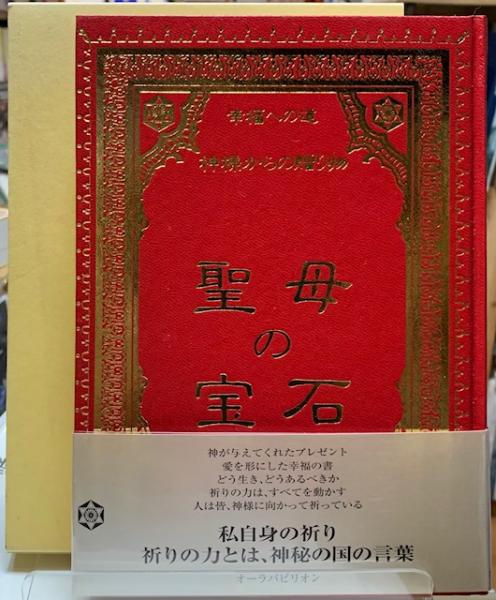 幸福への道
神様からの贈り物
聖母
の
宝石
神が与えてくれたプレゼント
愛を形にした幸福の書
どう生き、どうあるべきか
祈りの力は、すべてを動かす
人は皆、神様に向かって祈っている
私自身の祈り
祈りの力とは、神秘の国の言葉
オーラパビリオン